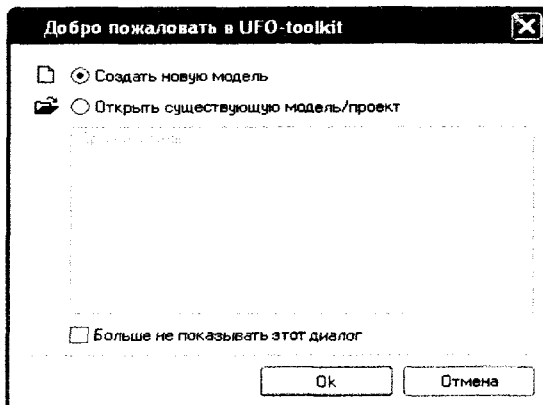 Добро пожаловать в UFO-toolkit
Создать новую модель
Открыть существующую модель/проект
Больше не показывать этот диалог
Ok
Отмена